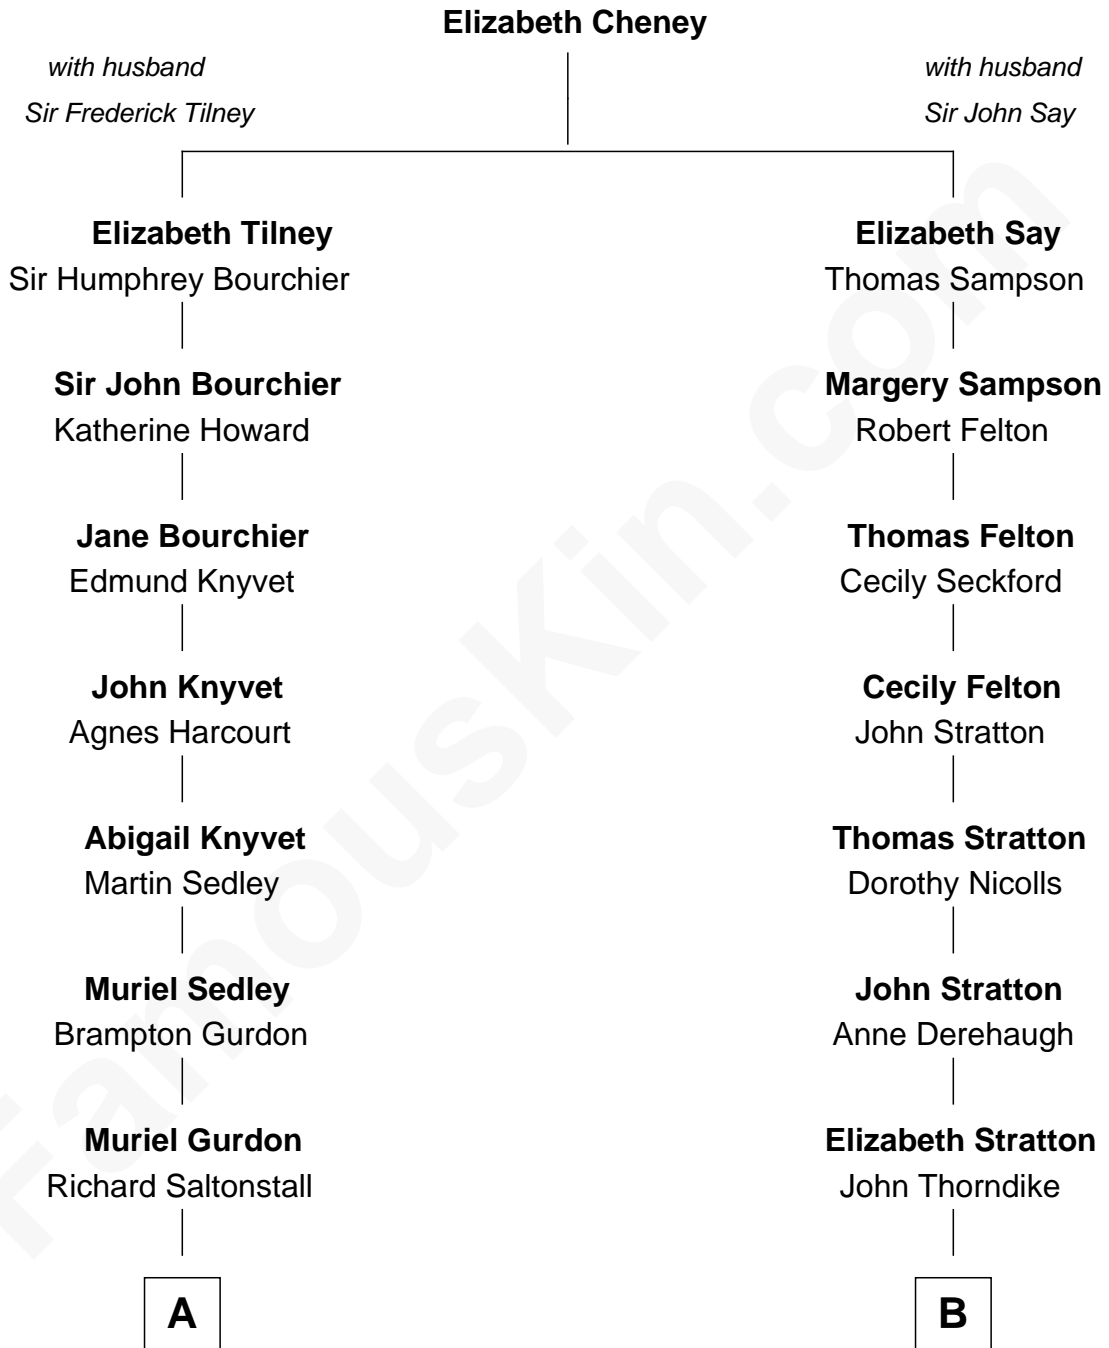 Elizabeth Cheney
with husband
Sir Frederick Tilney
with husband
Sir John Say
Elizabeth Tilney
Sir Humphrey Bourchier
Elizabeth Say
Thomas Sampson
Sir John Bourchier
Katherine Howard
Margery Sampson
Robert Felton
Jane Bourchier
Edmund Knyvet
Thomas Felton
Cecily Seckford
John Knyvet
Agnes Harcourt
Cecily Felton
John Stratton
Abigail Knyvet
Martin Sedley
Thomas Stratton
Dorothy Nicolls
Muriel Sedley
Brampton Gurdon
John Stratton
Anne Derehaugh
Muriel Gurdon
Richard Saltonstall
Elizabeth Stratton
John Thorndike
A
B
FamousKin.com